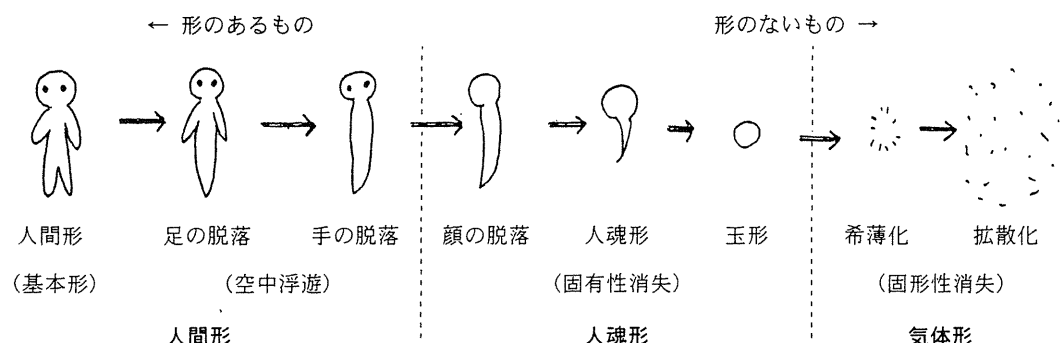 ← 形のあるもの 形のないもの →
人間形 足の脱落 手の脱落 顔の脱落 人魂形 玉形 希薄化 拡散化
(基本形) (空中浮遊) (固有性消失) (固形性消失)
人間形 人魂形 気体形